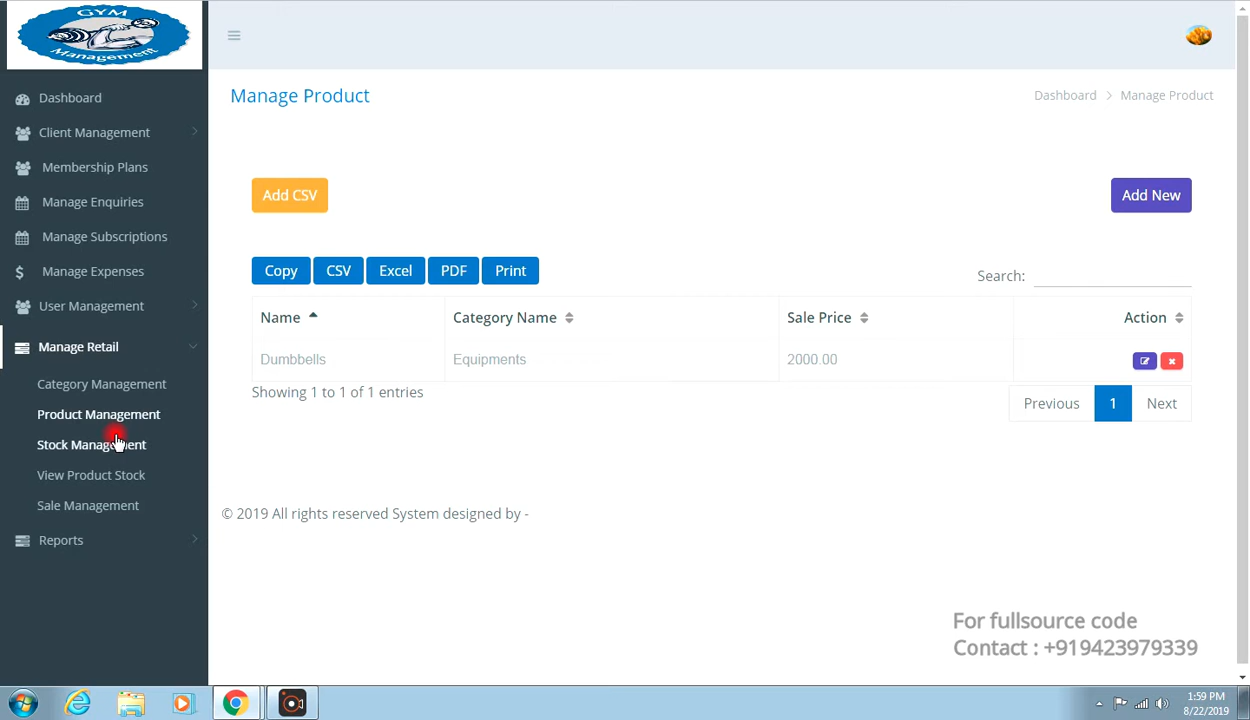 GYM
Management
Dashboard
Client Management
Membership Plans
Manage Enquiries
Manage Subscriptions
$ Manage Expenses
User Management
Manage Retail
Category Management
Product Management
Stock Management
View Product Stock
Sale Management
Reports
Manage Product
Dashboard > Manage Product
Add CSV
Add New
Copy CSV Excel PDF Print
Search:
Name Category Name Sale Price Action
Dumbbells Equipments 2000.00
Showing 1 to 1 of 1 entries
Previous 1 Next
© 2019 All rights reserved System designed by -
For fullsource code
Contact : +919423979339
1:59 PM
8/22/2019